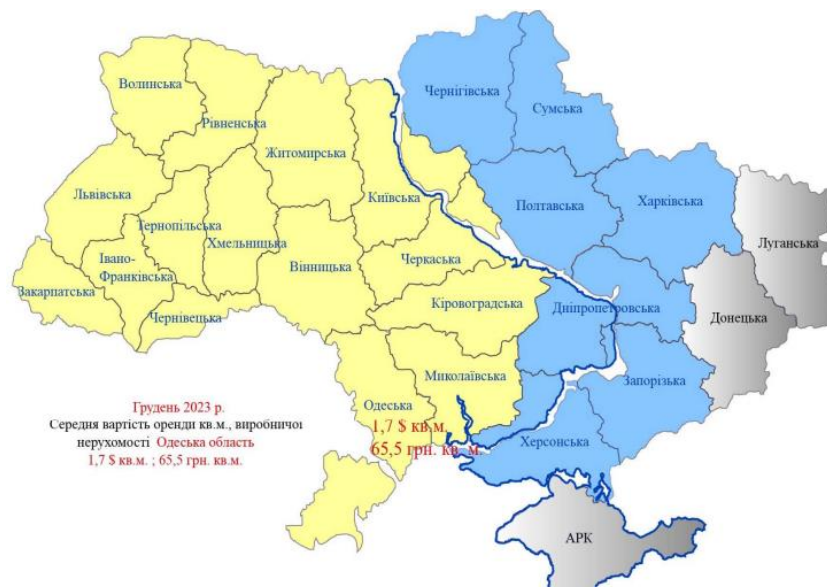 Волинська
Рівненська
Житомирська
Чернігівська
Сумська
Львівська
Тернопільська
Хмельницька
Київська
Полтавська
Харківська
Луганська
Закарпатська
Івано-
Франківська
Вінницька
Черкаська
Чернівецька
Кіровоградська
Дніпропетровська
Донецька
Миколаївська
Запорізька
Одеська
Херсонська
1,7 $ кв.м.
65,5 грн. кв. м.
Грудень 2023 р.
Середня вартість оренди кв.м., виробничої
нерухомості Одеська область
1,7 $ кв.м. ; 65,5 грн. кв.м.
АРК